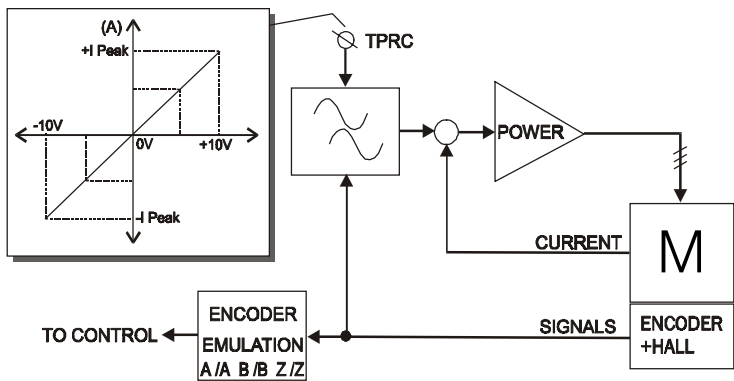 (A)
+I Peak
-10V
0V
+10V
-I Peak
TPRC
POWER
CURRENT
M
SIGNALS
ENCODER
+HALL
ENCODER
EMULATION
A /A B /B Z /Z
TO CONTROL